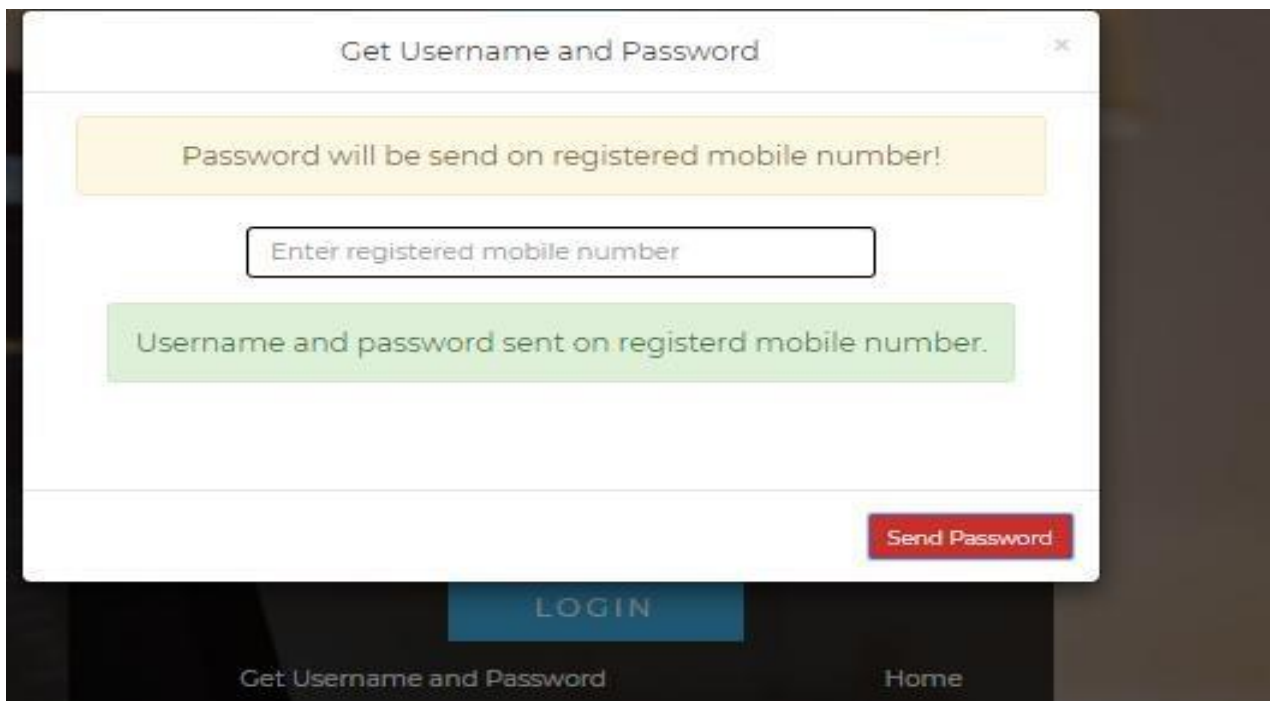 Get Username and Password ×
Password will be send on registered mobile number!
Enter registered mobile number
Username and password sent on registerd mobile number.
Send Password
LOGIN
Get Username and Password Home